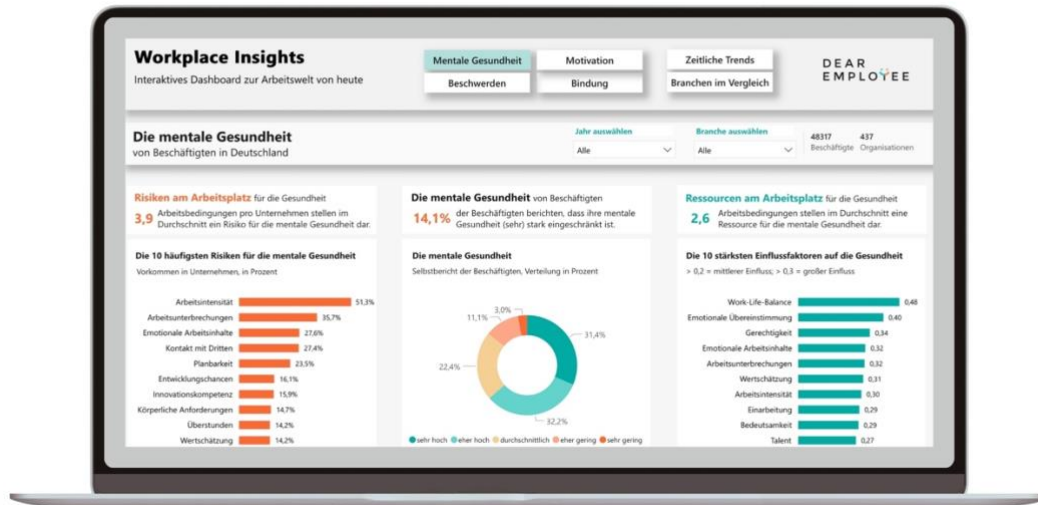 Workplace Insights
Interaktives Dashboard zur Arbeitswelt von heute
Mentale Gesundheit
Motivation
Zeitliche Trends
Beschwerden
Bindung
Branchen im Vergleich
DEAR
EMPLOYEE
Die mentale Gesundheit
von Beschäftigten in Deutschland
Jahr auswählen
Alle
Branche auswählen
Alle
48317
Beschäftigte
437
Organisationen
Risiken am Arbeitsplatz für die Gesundheit
3,9
Arbeitsbedingungen pro Unternehmen stellen im
Durchschnitt ein Risiko für die mentale Gesundheit dar.
Die mentale Gesundheit von Beschäftigten
14,1%
der Beschäftigten berichten, dass ihre mentale
Gesundheit (sehr) stark eingeschränkt ist.
Ressourcen am Arbeitsplatz für die Gesundheit
2,6
Arbeitsbedingungen stellen im Durchschnitt eine
Ressource für die mentale Gesundheit dar.
Die 10 häufigsten Risiken für die mentale Gesundheit
Vorkommen in Unternehmen, in Prozent
Arbeitsintensität 51,3%
Arbeitsunterbrechungen 35,7%
Emotionale Arbeitsinhalte 27,6%
Kontakt mit Dritten 27,4%
Planbarkeit 23,5%
Entwicklungschancen 16,1%
Innovationskompetenz 15,9%
Körperliche Anforderungen 14,7%
Überstunden 14,2%
Wertschätzung 14,2%
Die mentale Gesundheit
Selbstbericht der Beschäftigten, Verteilung in Prozent
3,0%
11,1%
31,4%
22,4%
32,2%
sehr hoch eher hoch durchschnittlich eher gering sehr gering
Die 10 stärksten Einflussfaktoren auf die Gesundheit
> 0,2 = mittlerer Einfluss; > 0,3 = großer Einfluss
Work-Life-Balance 0,48
Emotionale Übereinstimmung 0,40
Gerechtigkeit 0,34
Emotionale Arbeitsinhalte 0,32
Arbeitsunterbrechungen 0,32
Wertschätzung 0,31
Arbeitsintensität 0,30
Einarbeitung 0,29
Bedeutsamkeit 0,29
Talent 0,27